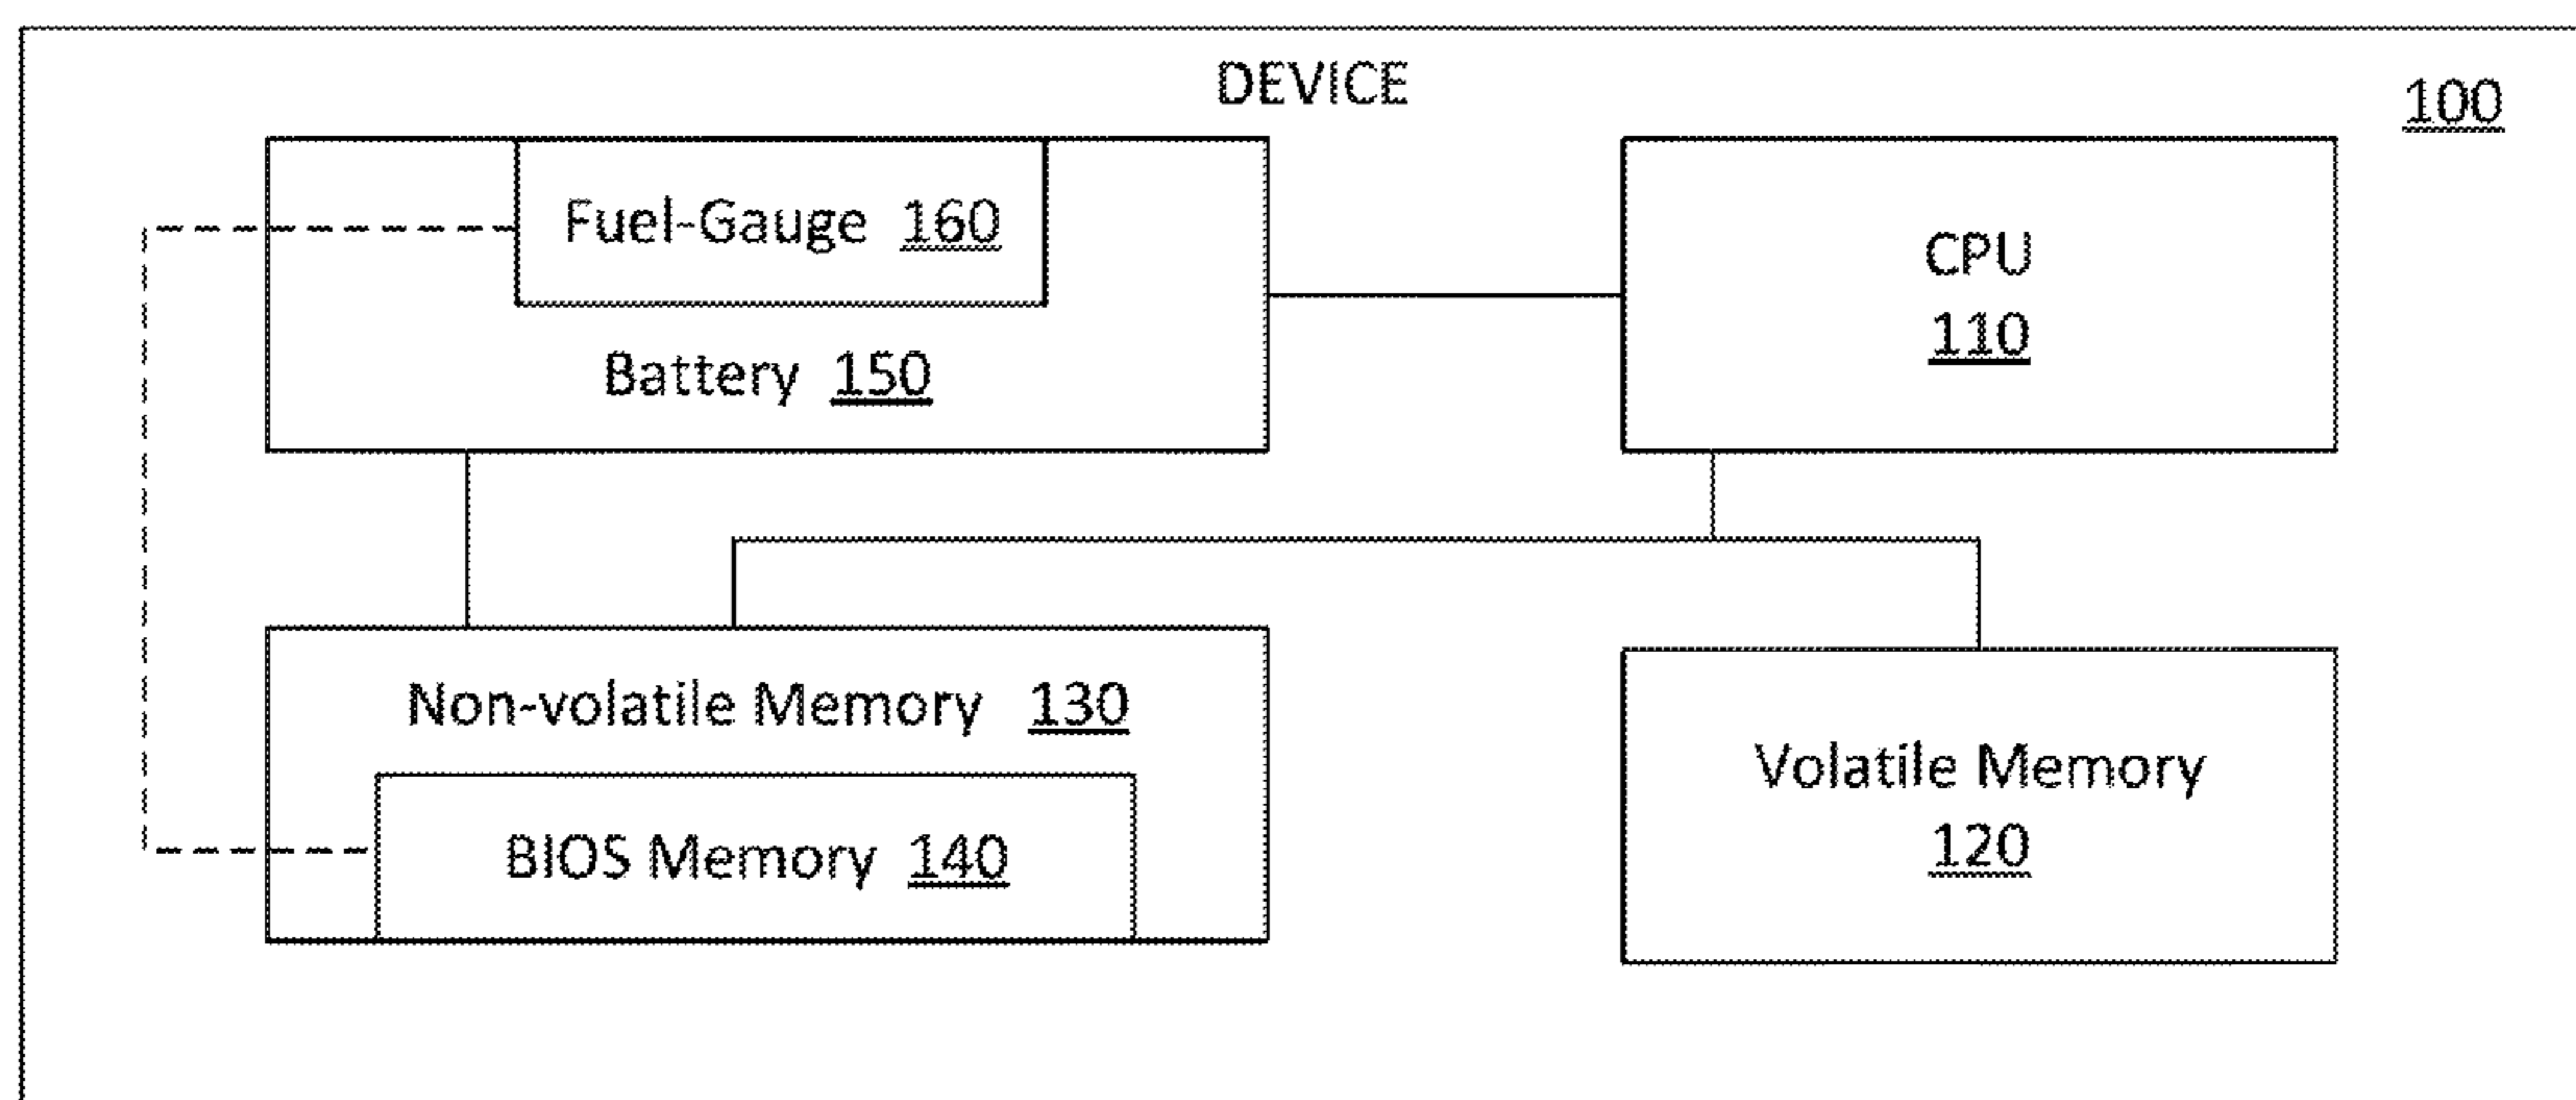 DEVICE
100
Fuel-Gauge 160
Battery 150
CPU
110
Non-volatile Memory 130
BIOS Memory 140
Volatile Memory
120